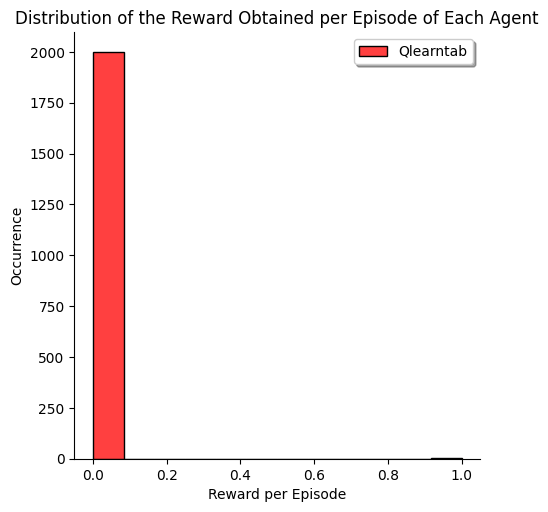 Distribution of the Reward Obtained per Episode of Each Agent
Qlearntab
2000
1750
1500
1250
1000
750
500
250
0
Occurrence
0.0 0.2 0.4 0.6 0.8 1.0
Reward per Episode